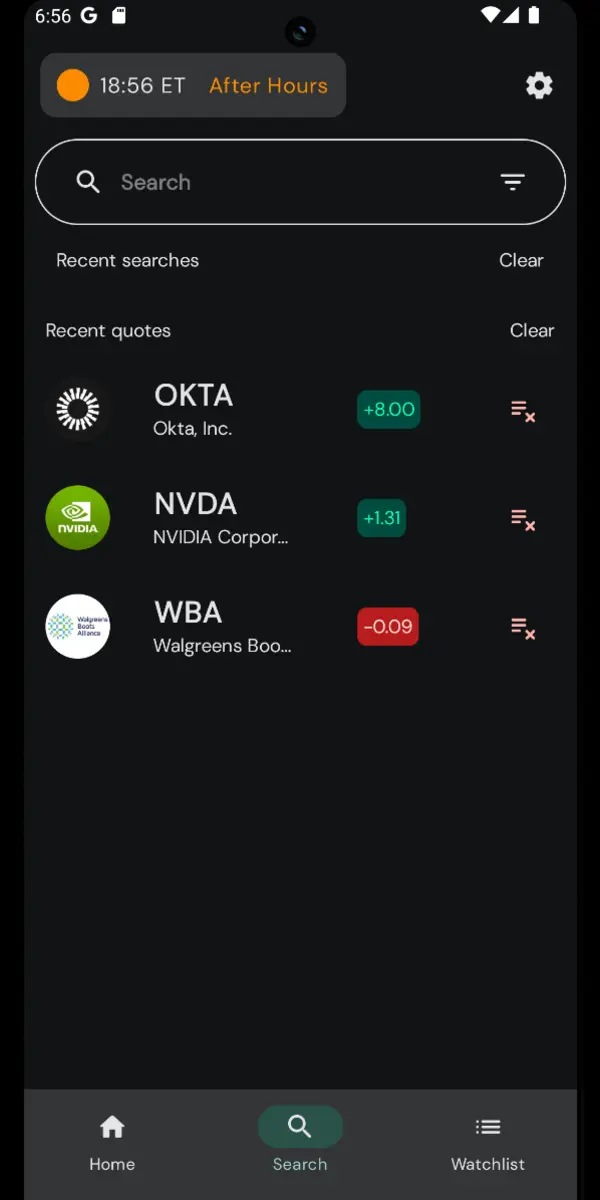 6:56 G
18:56 ET After Hours
Search
Recent searches Clear
Recent quotes Clear
OKTA
Okta, Inc.
+8.00
NVIDIA
NVDA
NVIDIA Corpor...
+1.31
Walgreens
Boots
Alliance
WBA
Walgreens Boo...
-0.09
Home Search Watchlist